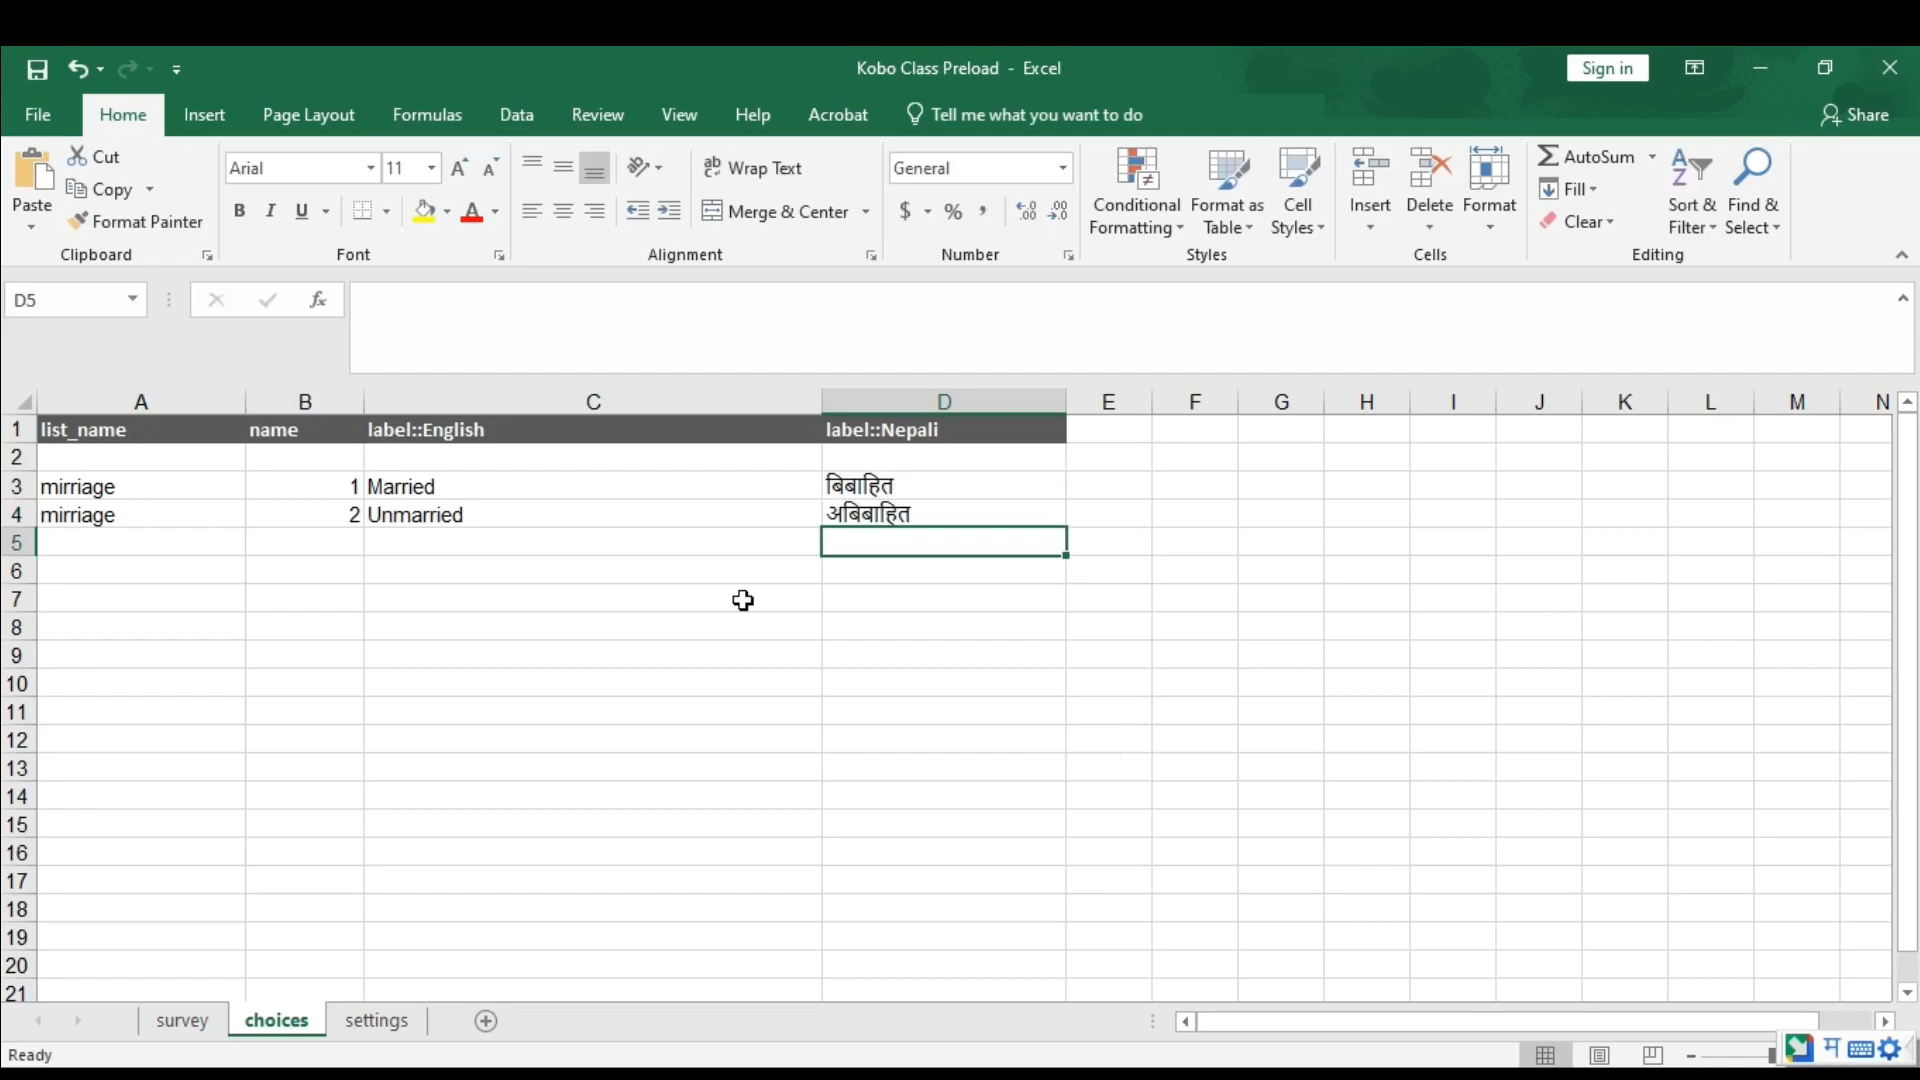 Kobo Class Preload - Excel
Sign in
File Home Insert Page Layout Formulas Data Review View Help Acrobat Tell me what you want to do Share
Paste
Cut
Copy
Format Painter
Clipboard
Arial 11
B I U
Font
Wrap Text
Merge & Center
Alignment
General
$ % ,
Number
Conditional Formatting
Format as Table
Cell Styles
Styles
Insert
Delete
Format
Cells
AutoSum
Fill
Clear
Sort & Filter
Find & Select
Editing
D5 fx
A B C D E F G H I J K L M N
1 list_name name label::English label::Nepali
2
3 mirriage 1 Married बिबाहित
4 mirriage 2 Unmarried अबिबाहित
5
6
7
8
9
10
11
12
13
14
15
16
17
18
19
20
21
survey choices settings
Ready
म